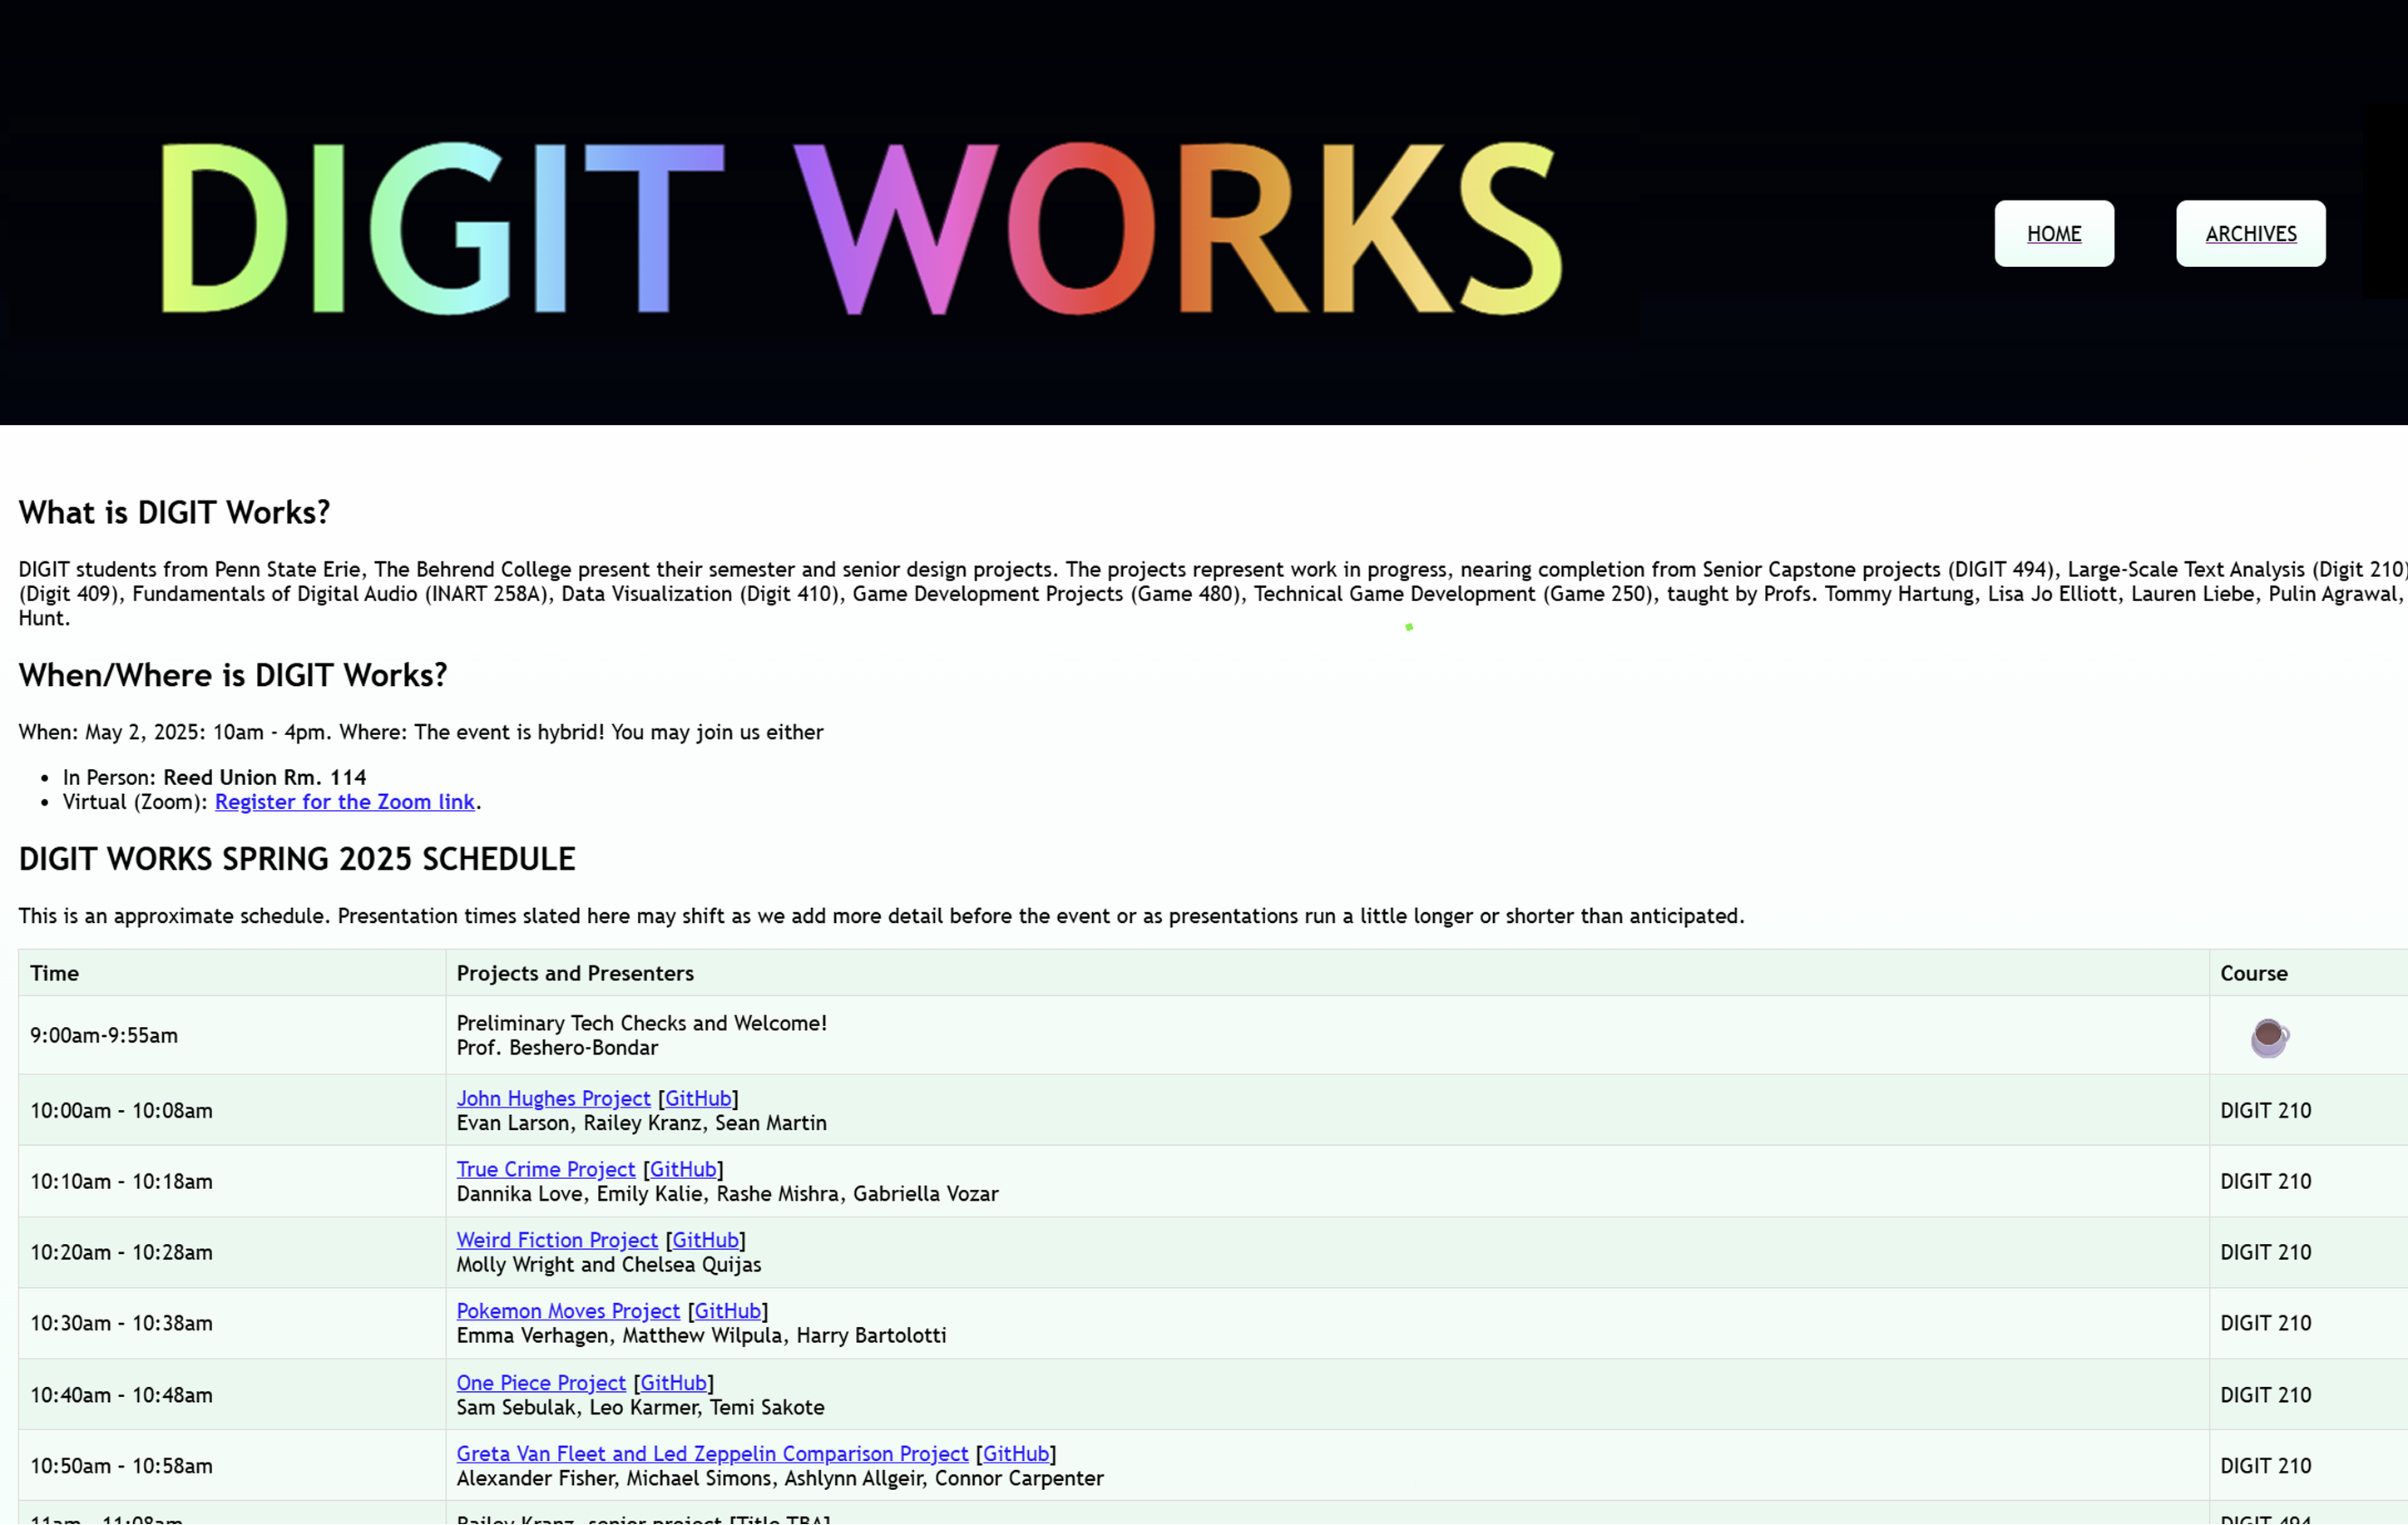 DIGIT WORKS
HOME
ARCHIVES
What is DIGIT Works?
DIGIT students from Penn State Erie, The Behrend College present their semester and senior design projects. The projects represent work in progress, nearing completion from Senior Capstone projects (DIGIT 494), Large-Scale Text Analysis (Digit 210)
(Digit 409), Fundamentals of Digital Audio (INART 258A), Data Visualization (Digit 410), Game Development Projects (Game 480), Technical Game Development (Game 250), taught by Profs. Tommy Hartung, Lisa Jo Elliott, Lauren Liebe, Pulin Agrawal,
Hunt.
When/Where is DIGIT Works?
When: May 2, 2025: 10am - 4pm. Where: The event is hybrid! You may join us either
• In Person: Reed Union Rm. 114
• Virtual (Zoom): Register for the Zoom link.
DIGIT WORKS SPRING 2025 SCHEDULE
This is an approximate schedule. Presentation times slated here may shift as we add more detail before the event or as presentations run a little longer or shorter than anticipated.
Time Projects and Presenters Course
9:00am-9:55am
Preliminary Tech Checks and Welcome!
Prof. Beshero-Bondar
10:00am - 10:08am
John Hughes Project [GitHub]
Evan Larson, Railey Kranz, Sean Martin
DIGIT 210
10:10am - 10:18am
True Crime Project [GitHub]
Dannika Love, Emily Kalie, Rashe Mishra, Gabriella Vozar
DIGIT 210
10:20am - 10:28am
Weird Fiction Project [GitHub]
Molly Wright and Chelsea Quijas
DIGIT 210
10:30am - 10:38am
Pokemon Moves Project [GitHub]
Emma Verhagen, Matthew Wilpula, Harry Bartolotti
DIGIT 210
10:40am - 10:48am
One Piece Project [GitHub]
Sam Sebulak, Leo Karmer, Temi Sakote
DIGIT 210
10:50am - 10:58am
Greta Van Fleet and Led Zeppelin Comparison Project [GitHub]
Alexander Fisher, Michael Simons, Ashlynn Allgeir, Connor Carpenter
DIGIT 210
11am - 11:08am
Railey Kranz, senior project [Title TBA]
DIGIT 494